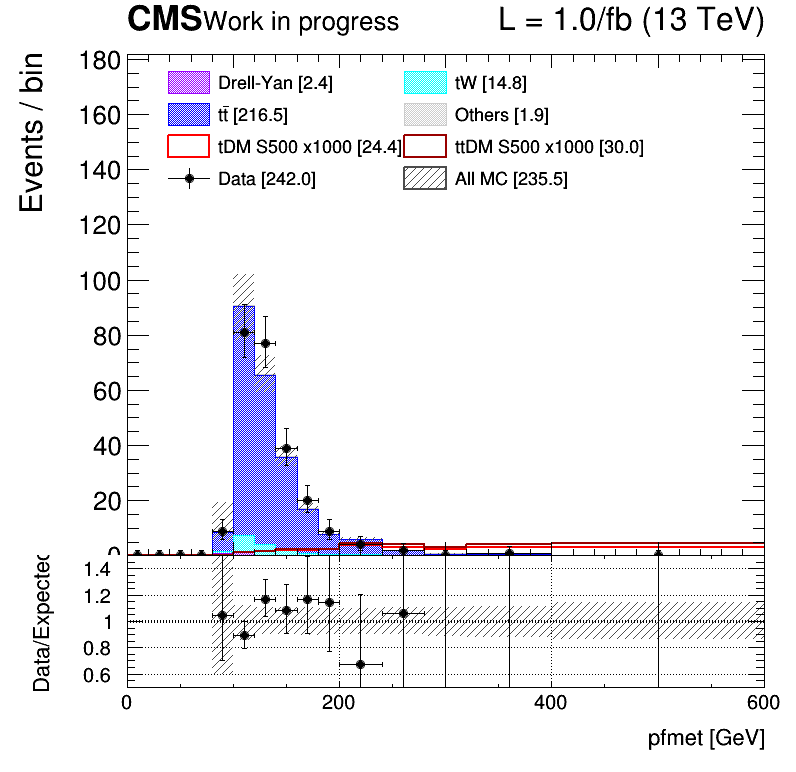 CMS Work in progress L = 1.0/fb (13 TeV)
Events / bin
180
160
140
120
100
80
60
40
20
0
Drell-Yan [2.4] tW [14.8]
tt̄ [216.5] Others [1.9]
tDM S500 x1000 [24.4] ttDM S500 x1000 [30.0]
Data [242.0] All MC [235.5]
Data/Expected
1.4
1.2
1
0.8
0.6
0 200 400 600
pfmet [GeV]